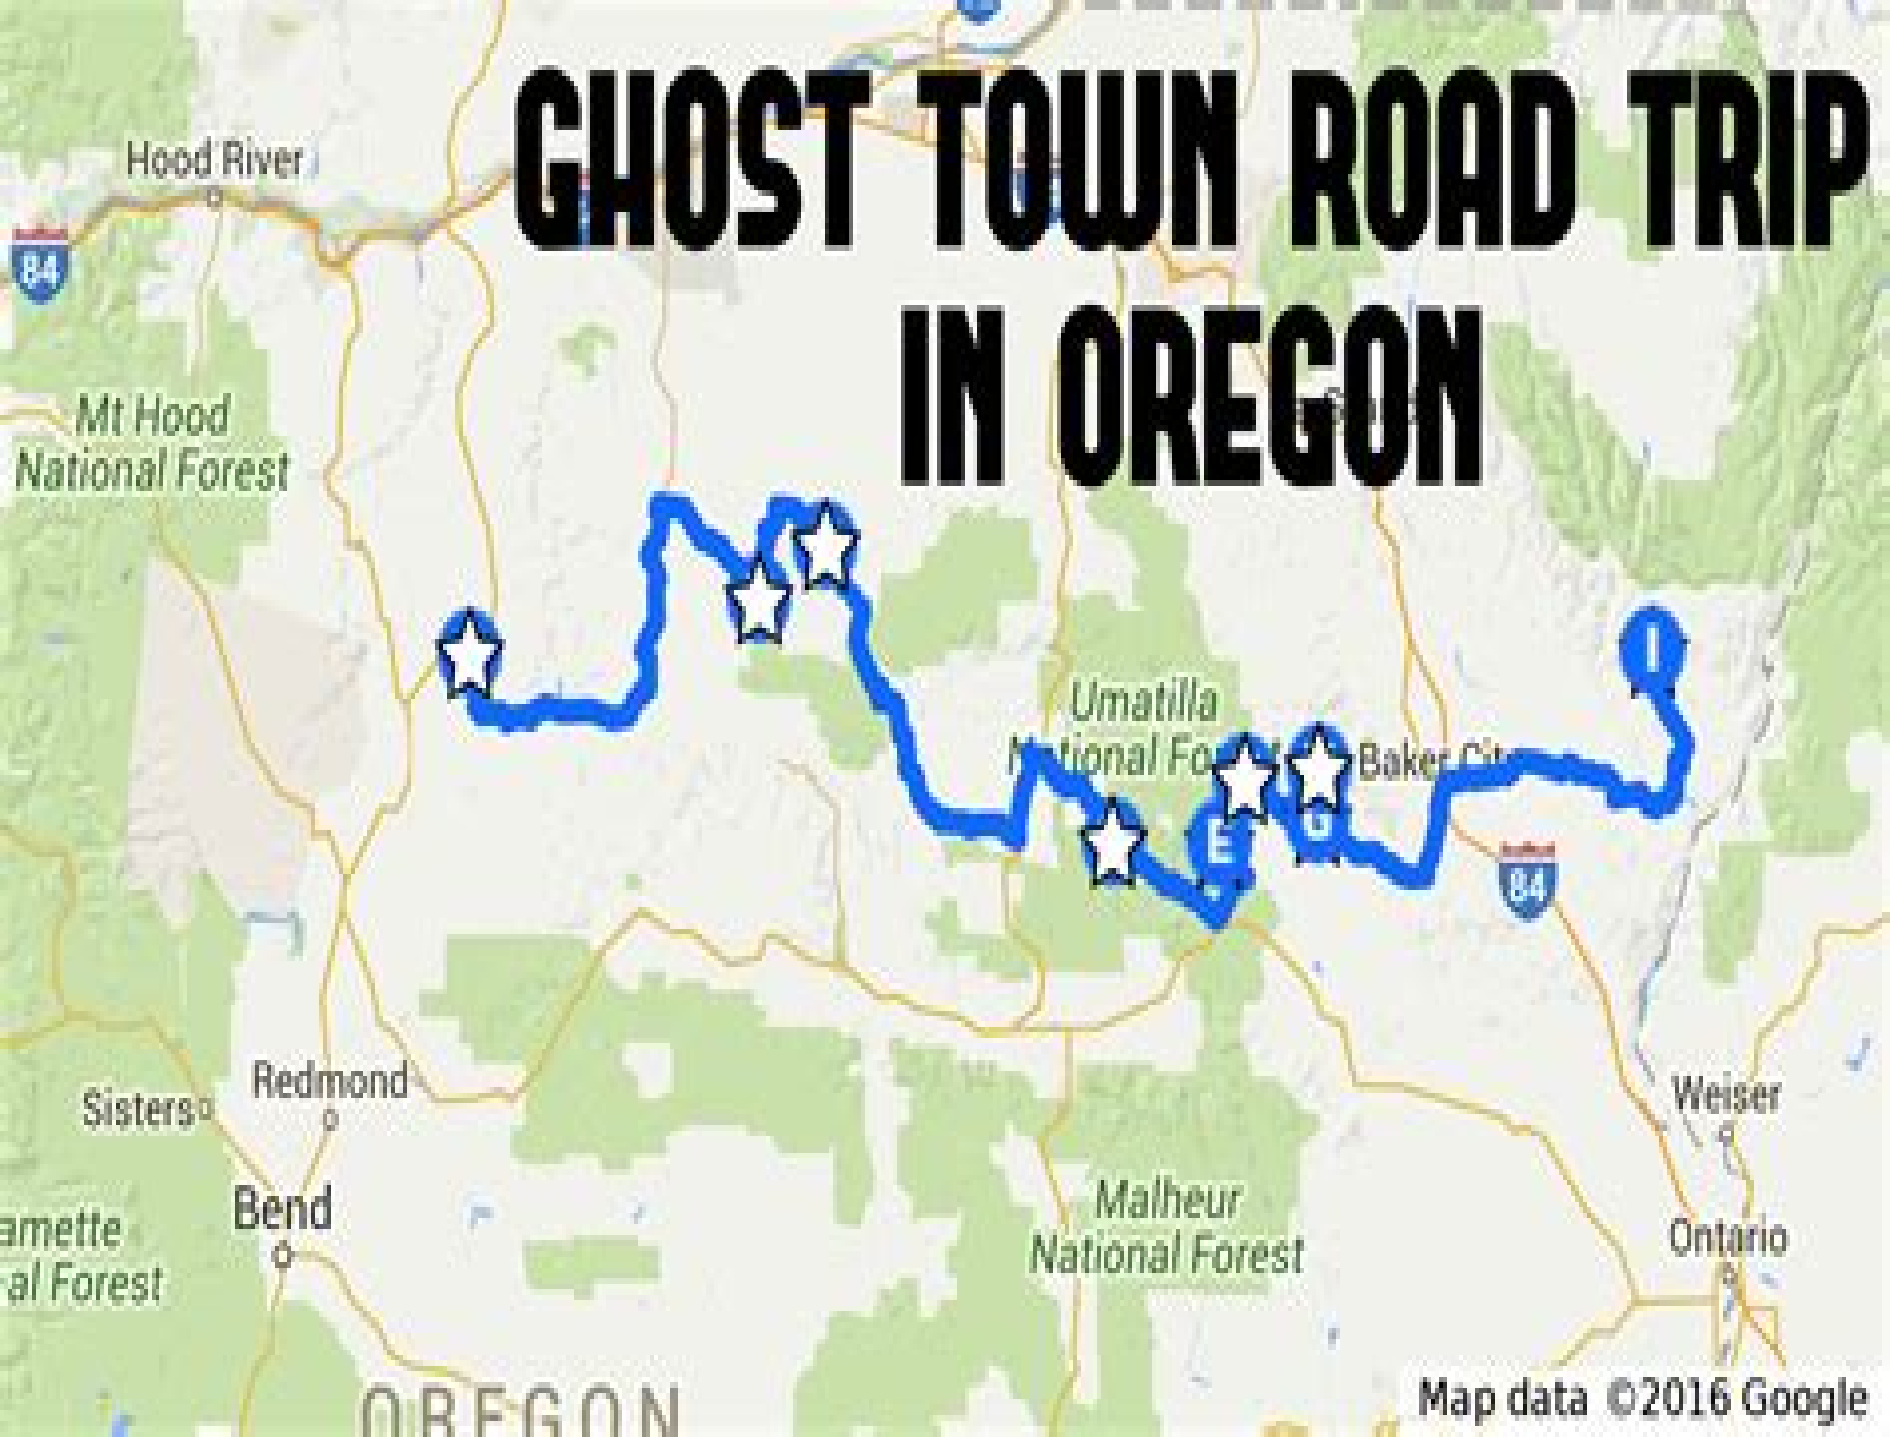 GHOST TOWN ROAD TRIP
IN OREGON
Hood River
84
Mt Hood
National Forest
I
Umatilla
National
Baker City
E
G
84
Redmond
Sisters
Weiser
Bend
Malheur
National Forest
Ontario
amette
al Forest
OREGON
Map data ©2016 Google